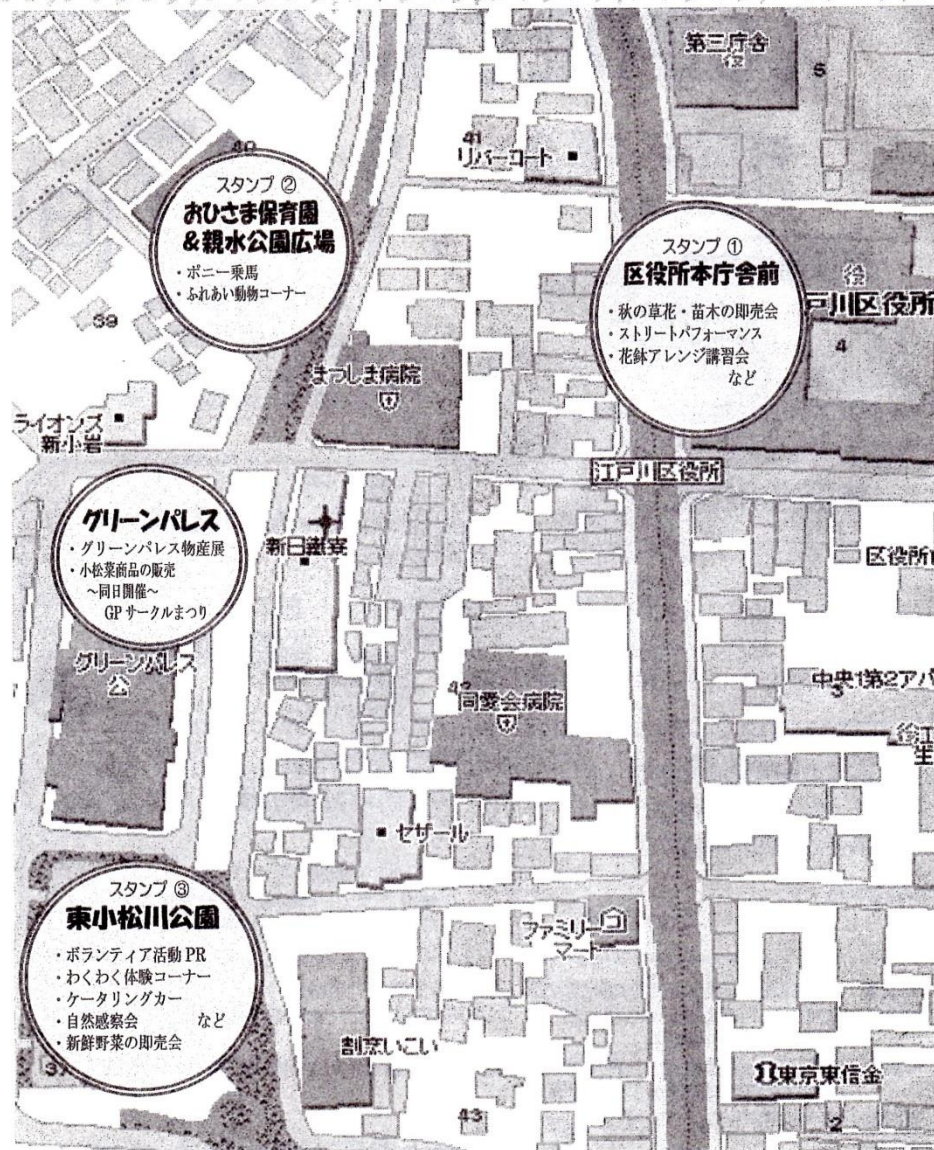 第三庁舎
役
5
41
リバーコート
40
スタンプ ②
おひさま保育園
&親水公園広場
・ポニー乗馬
・ふれあい動物コーナー
スタンプ ①
区役所本庁舎前
・秋の草花・苗木の即売会
・ストリートパフォーマンス
・花鉢アレンジ講習会
など
役
戸川区役所
4
39
まつしま病院
ライオンズ
新小岩
江戸川区役所
グリーンパレス
・グリーンパレス物産展
・小松菜商品の販売
～同日開催～
GPサークルまつり
区役所
グリーンパレス
公
42
同愛会病院
中央1第2アパ
3
セザール
スタンプ ③
東小松川公園
・ボランティア活動PR
・わくわく体験コーナー
・ケータリングカー
・自然感察会 など
・新鮮野菜の即売会
ファミリー
マート
37
割烹いこい
東京東信金
43
2